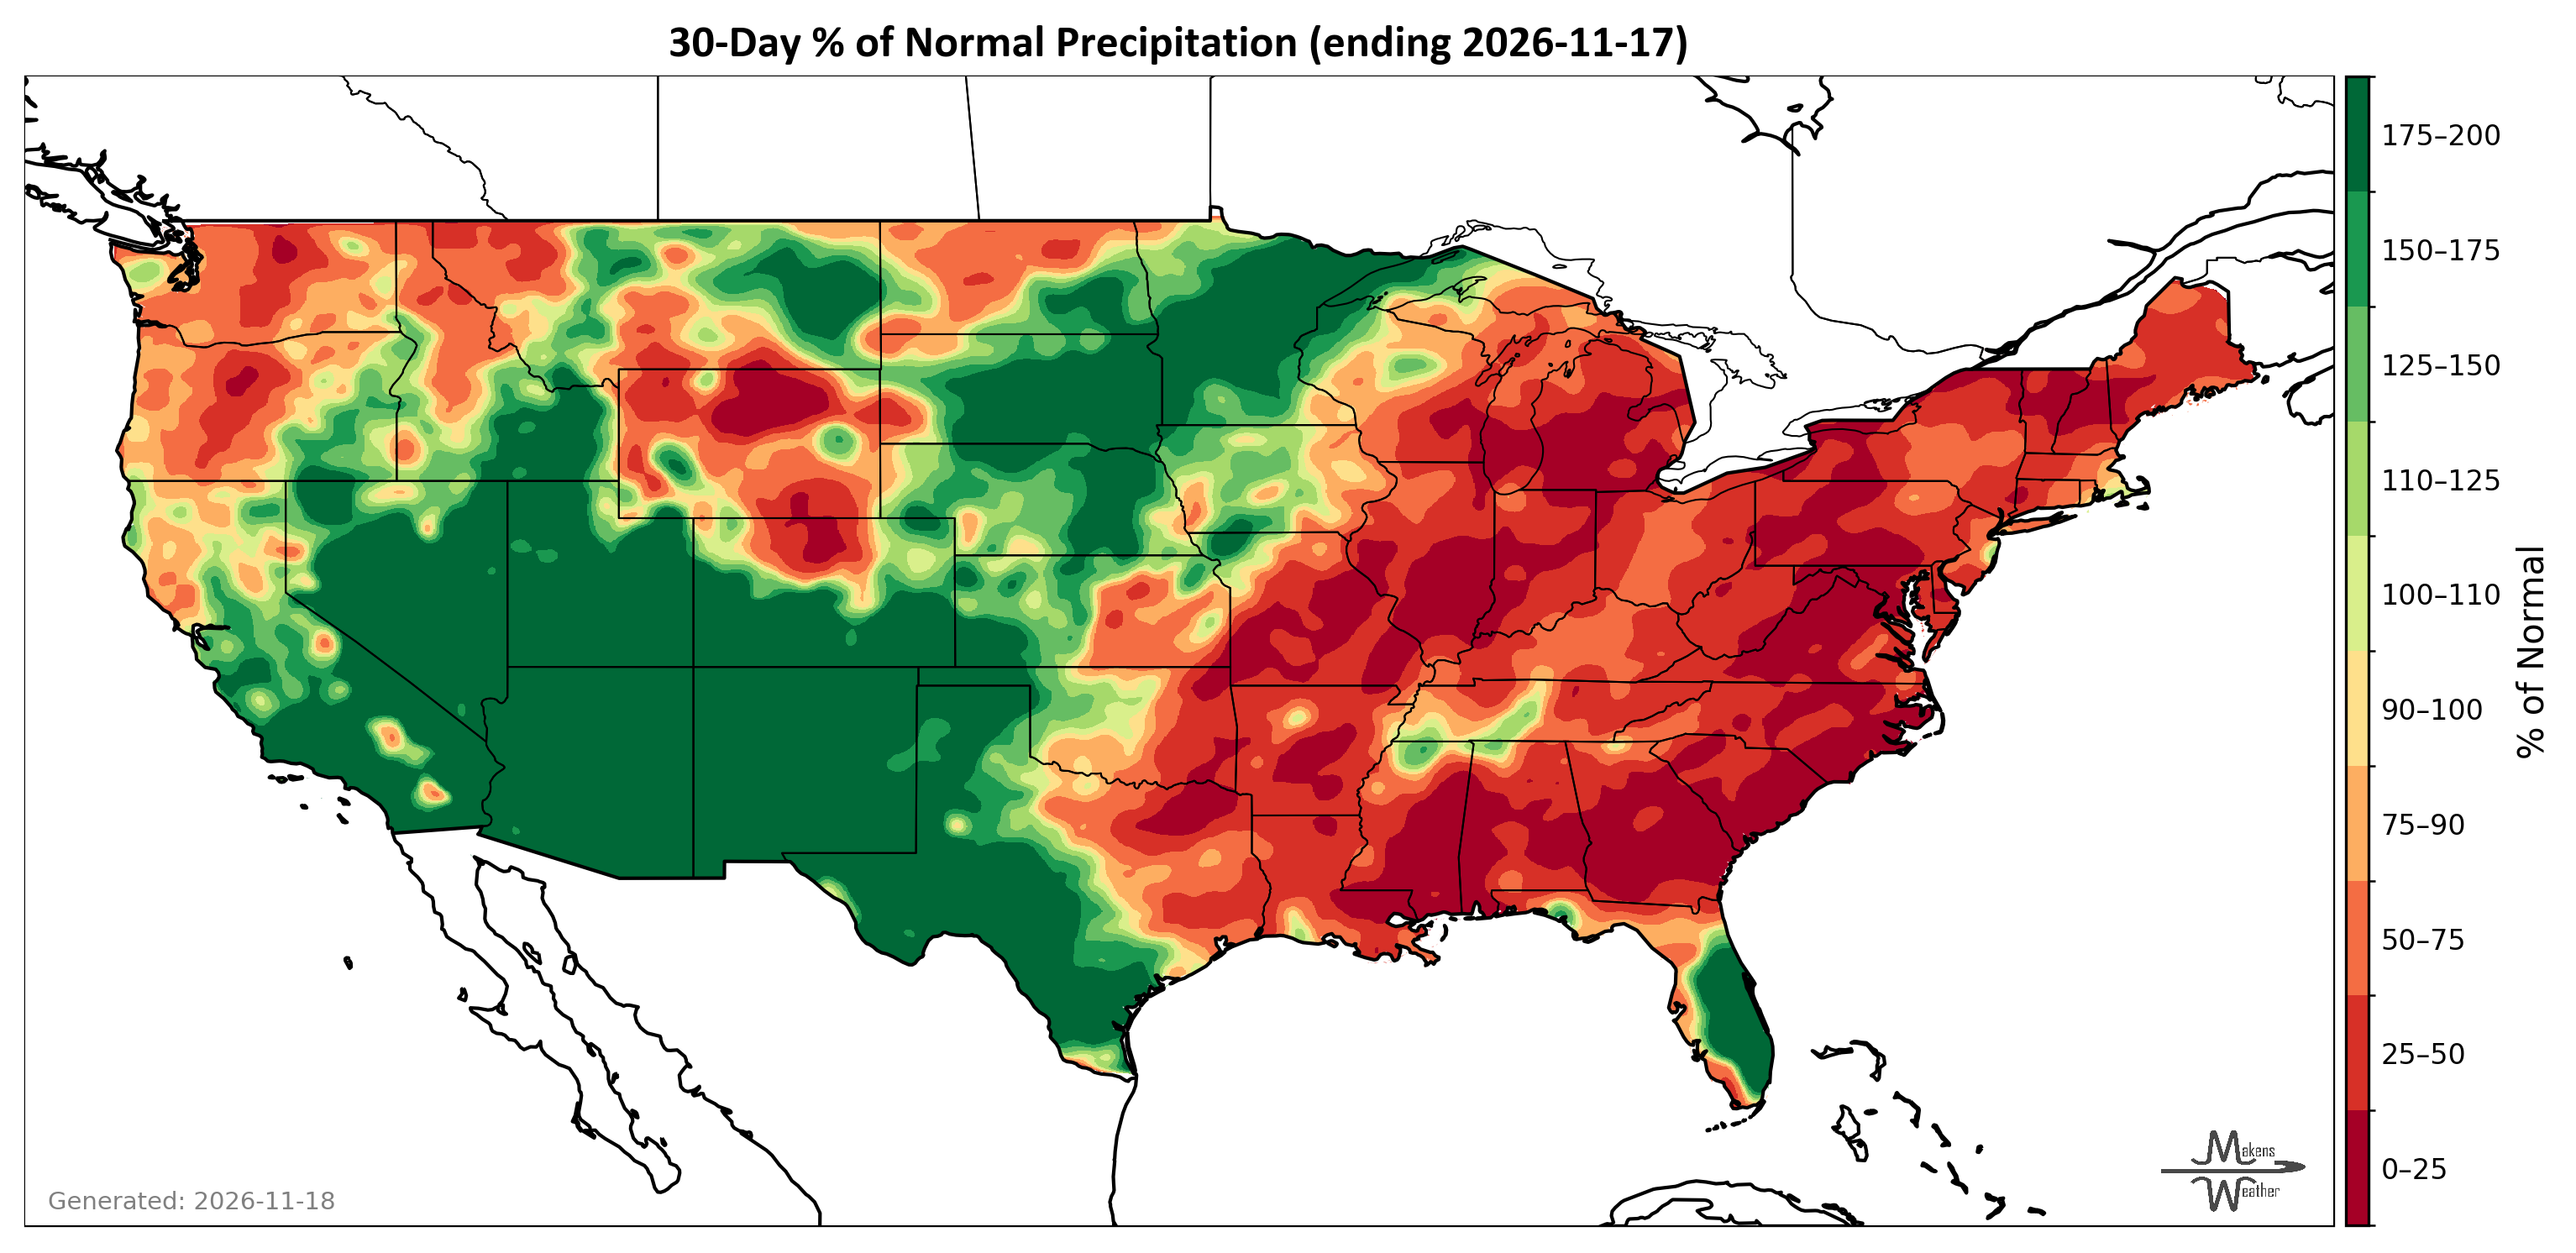 30-Day % of Normal Precipitation (ending 2026-11-17)
175–200
150–175
125–150
110–125
100–110
90–100
75–90
50–75
25–50
0–25
% of Normal
Generated: 2026-11-18
Makens
Weather